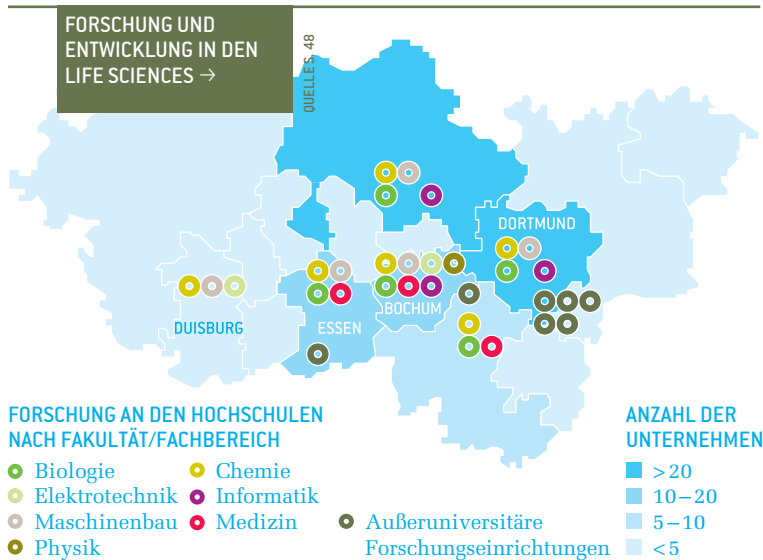 FORSCHUNG UND
ENTWICKLUNG IN DEN
LIFE SCIENCES →
QUELLE S. 48
DORTMUND
BOCHUM
DUISBURG
ESSEN
FORSCHUNG AN DEN HOCHSCHULEN
NACH FAKULTÄT/FACHBEREICH
Biologie
Chemie
Elektrotechnik
Informatik
Maschinenbau
Medizin
Physik
Außeruniversitäre
Forschungseinrichtungen
ANZAHL DER
UNTERNEHMEN
>20
10–20
5–10
<5